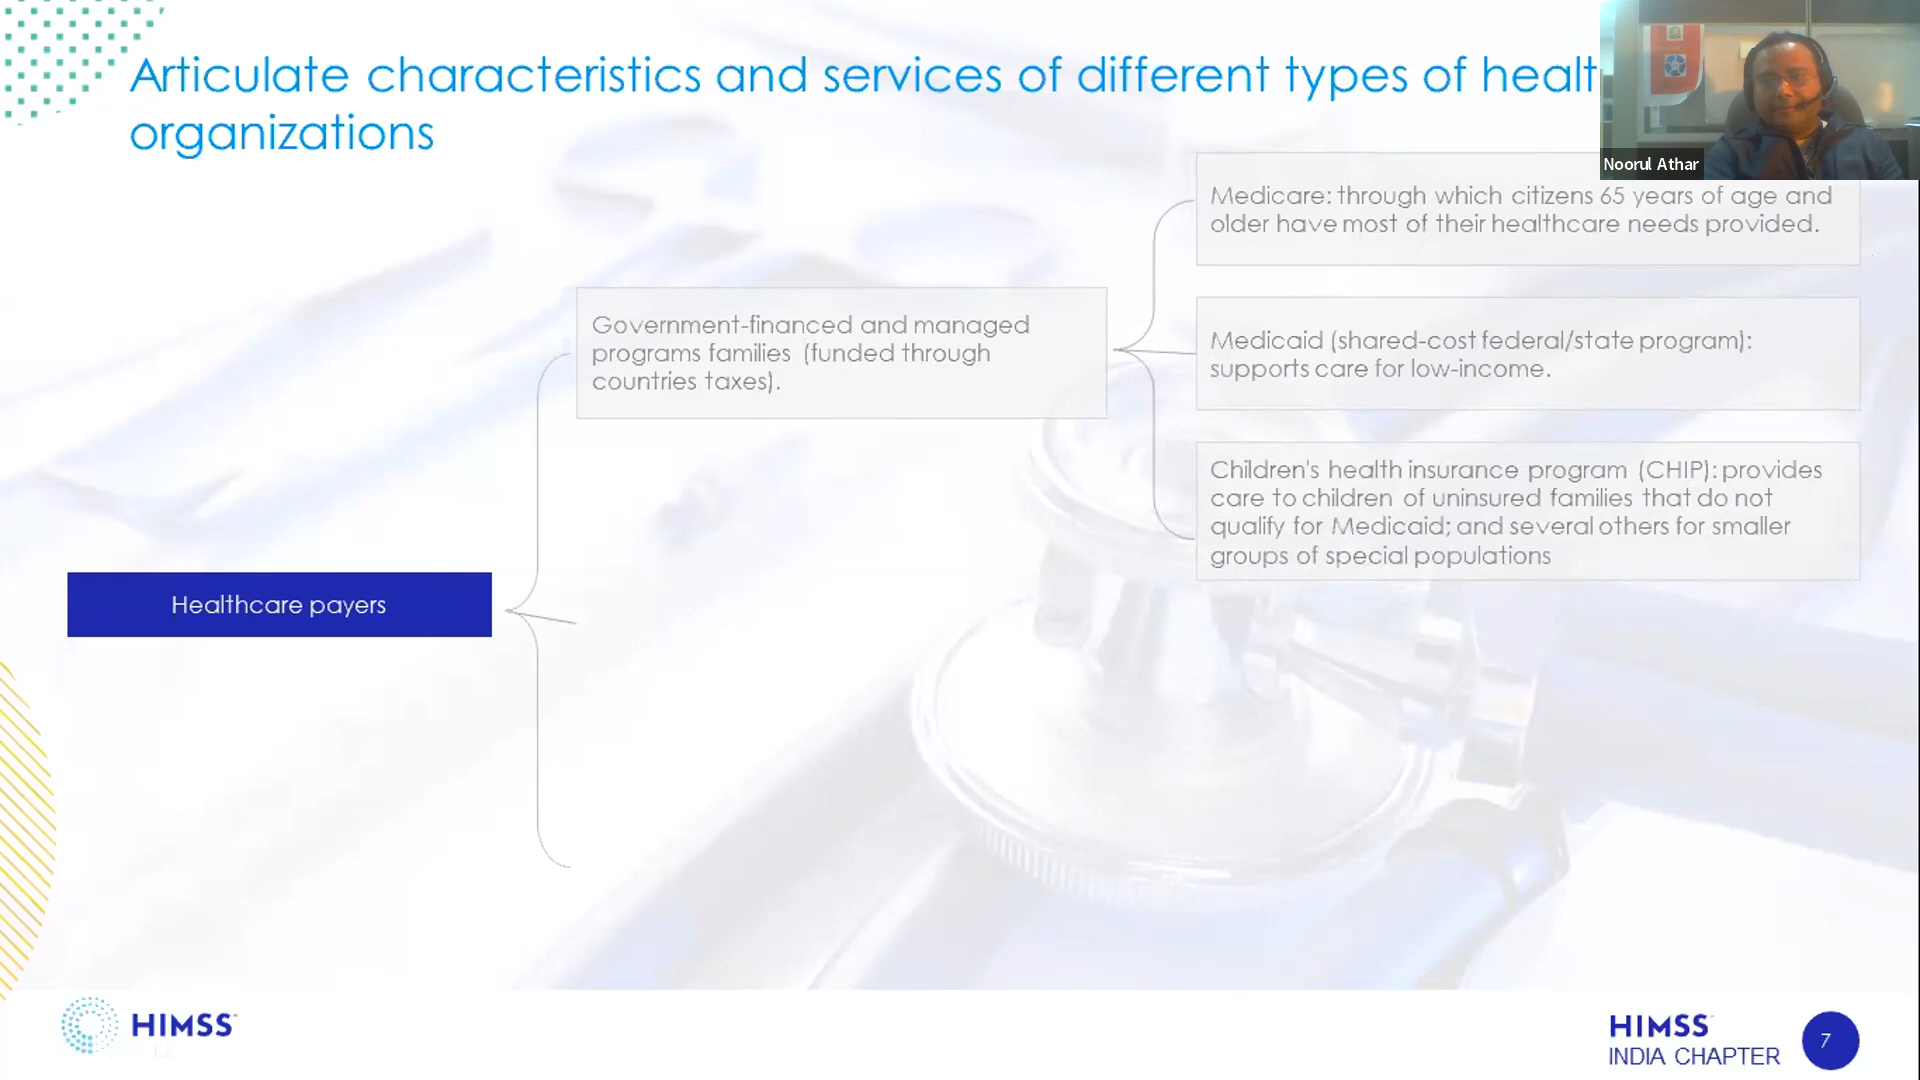 Articulate characteristics and services of different types of healt
organizations
Noorul Athar
Medicare: through which citizens 65 years of age and
older have most of their healthcare needs provided.
Government-financed and managed
programs families (funded through
countries taxes).
Medicaid (shared-cost federal/state program):
supports care for low-income.
Children's health insurance program (CHIP): provides
care to children of uninsured families that do not
qualify for Medicaid; and several others for smaller
groups of special populations
Healthcare payers
HIMSS
HIMSS
INDIA CHAPTER
7